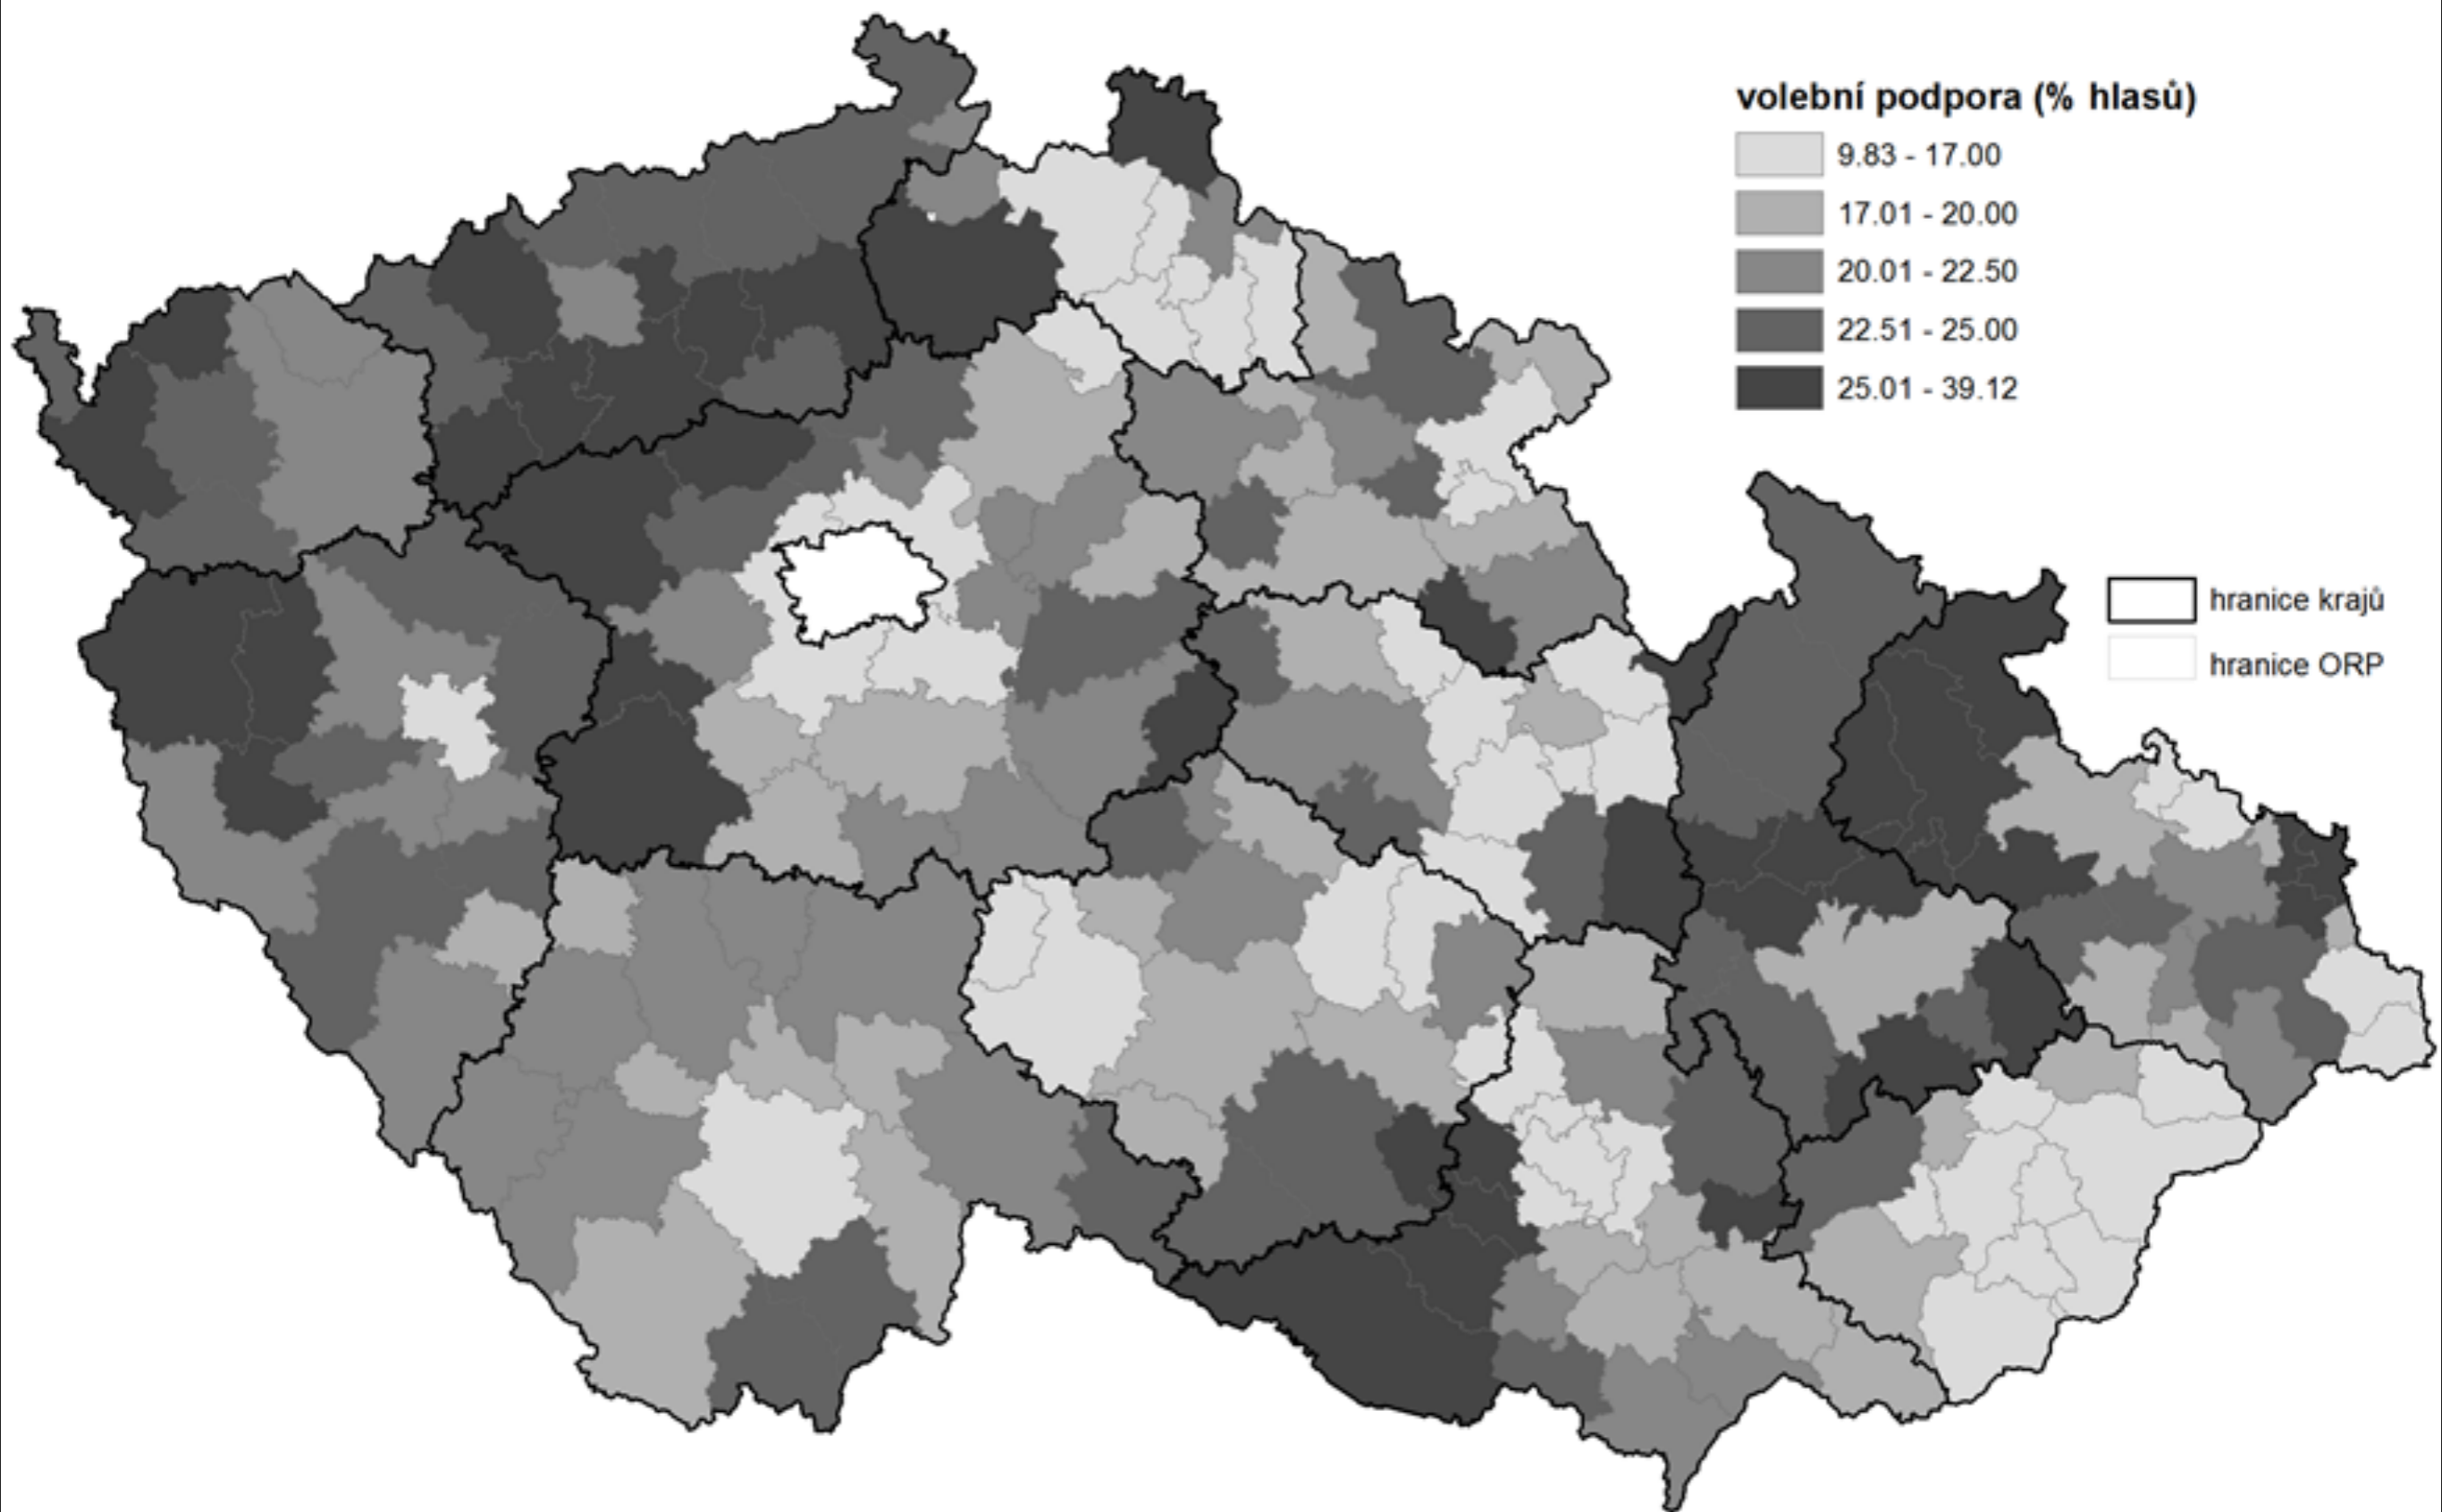 volební podpora (% hlasů)
9.83 - 17.00
17.01 - 20.00
20.01 - 22.50
22.51 - 25.00
25.01 - 39.12
hranice krajů
hranice ORP